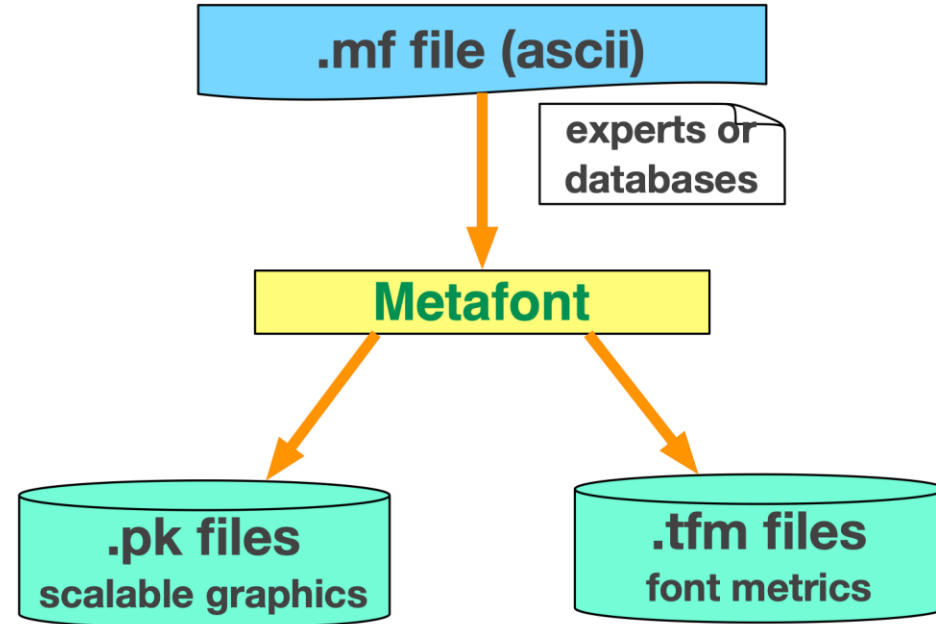 .mf file (ascii)
experts or
databases
Metafont
.pk files
scalable graphics
.tfm files
font metrics